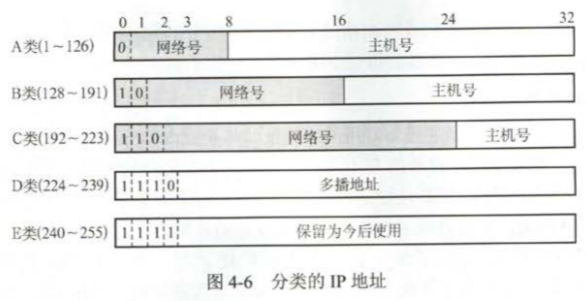 0 1 2 3 8 16 24 32
A类(1~126) 0 网络号 主机号
B类(128~191) 1 0 网络号 主机号
C类(192~223) 1 1 0 网络号 主机号
D类(224~239) 1 1 1 0 多播地址
E类(240~255) 1 1 1 1 保留为今后使用
图 4-6 分类的 IP 地址